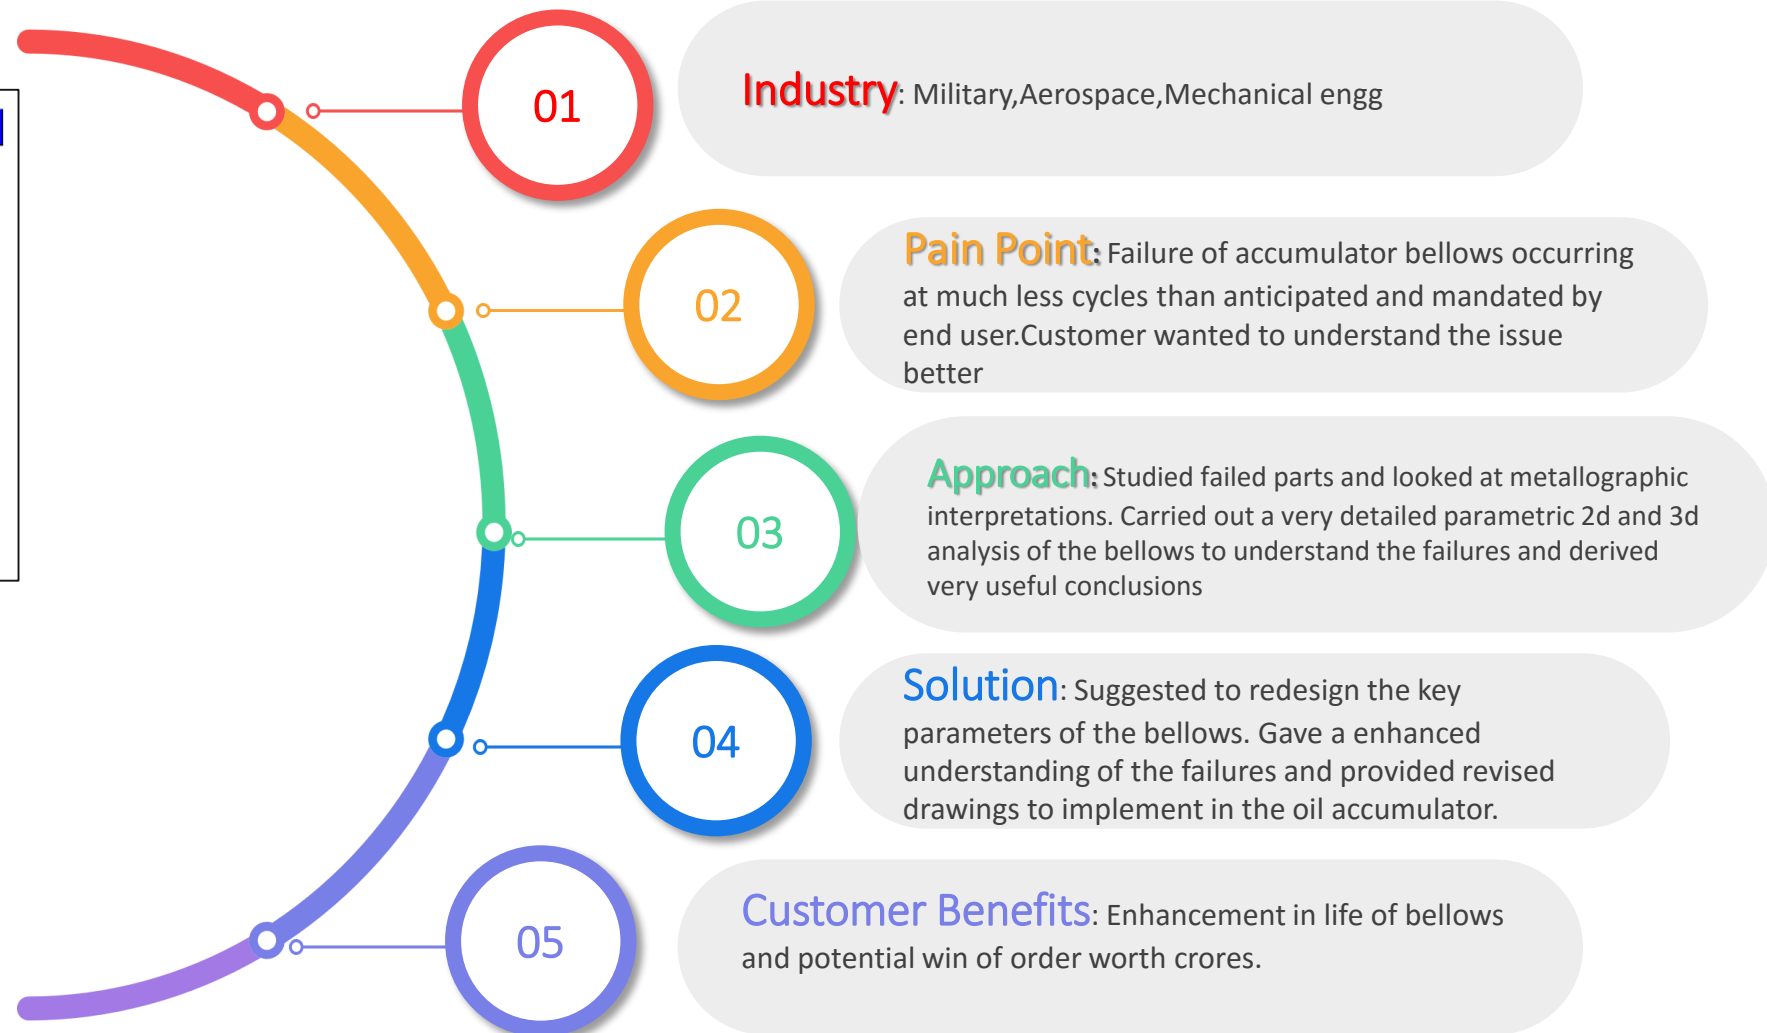 01
Industry: Military,Aerospace,Mechanical engg
02
Pain Point: Failure of accumulator bellows occurring
at much less cycles than anticipated and mandated by
end user.Customer wanted to understand the issue
better
03
Approach: Studied failed parts and looked at metallographic
interpretations. Carried out a very detailed parametric 2d and 3d
analysis of the bellows to understand the failures and derived
very useful conclusions
04
Solution: Suggested to redesign the key
parameters of the bellows. Gave a enhanced
understanding of the failures and provided revised
drawings to implement in the oil accumulator.
05
Customer Benefits: Enhancement in life of bellows
and potential win of order worth crores.